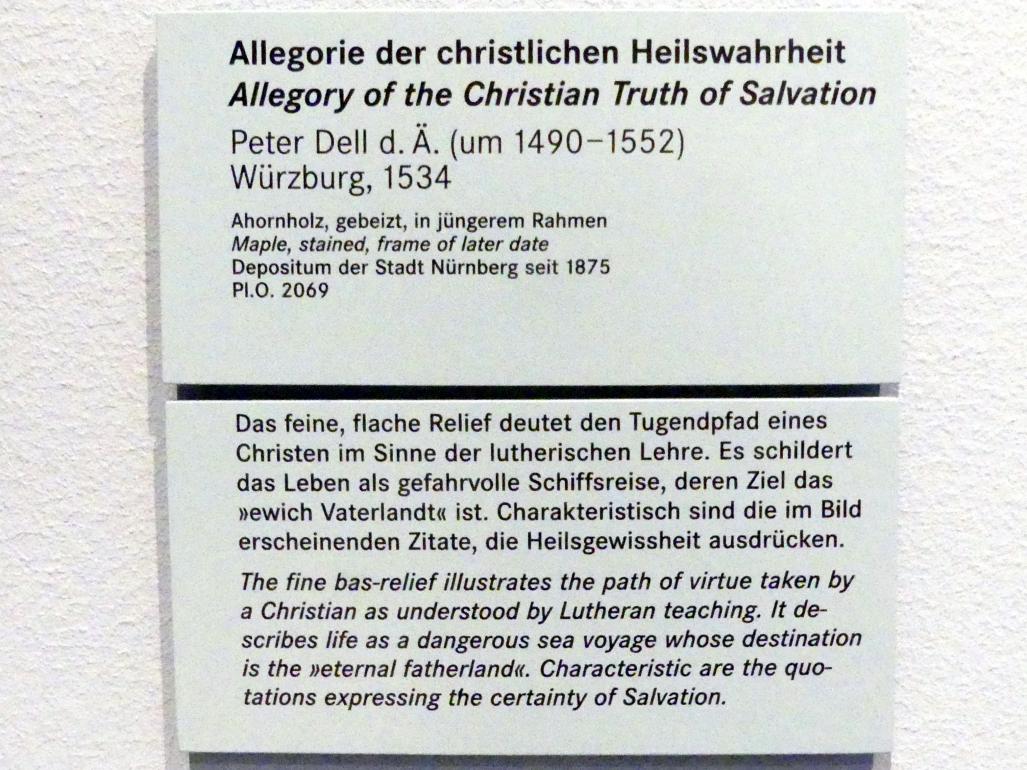 Allegorie der christlichen Heilswahrheit
Allegory of the Christian Truth of Salvation
Peter Dell d. Ä. (um 1490–1552)
Würzburg, 1534
Ahornholz, gebeizt, in jüngerem Rahmen
Maple, stained, frame of later date
Depositum der Stadt Nürnberg seit 1875
Pl.O. 2069
Das feine, flache Relief deutet den Tugendpfad eines
Christen im Sinne der lutherischen Lehre. Es schildert
das Leben als gefahrvolle Schiffsreise, deren Ziel das
»ewich Vaterlandt« ist. Charakteristisch sind die im Bild
erscheinenden Zitate, die Heilsgewissheit ausdrücken.
The fine bas-relief illustrates the path of virtue taken by
a Christian as understood by Lutheran teaching. It de-
scribes life as a dangerous sea voyage whose destination
is the »eternal fatherland«. Characteristic are the quo-
tations expressing the certainty of Salvation.